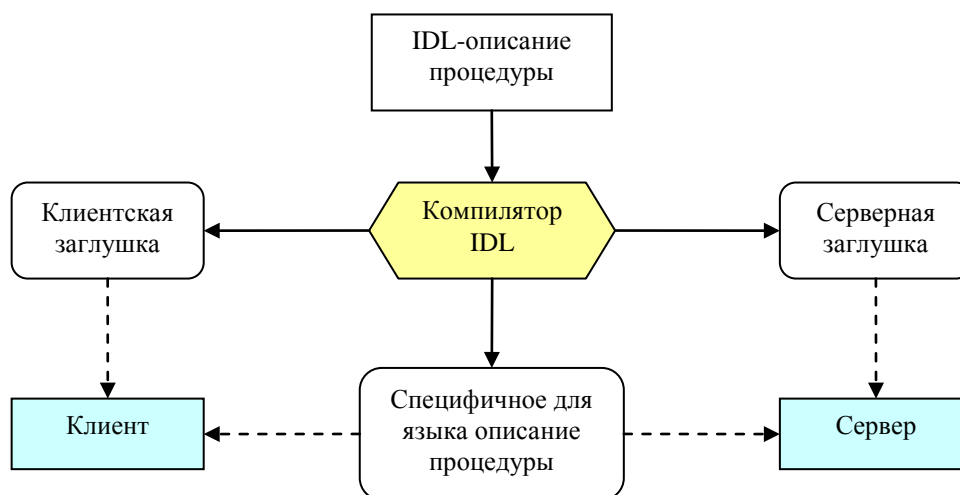 IDL-описание
процедуры
Клиентская
заглушка
Компилятор
IDL
Серверная
заглушка
Клиент
Специфичное для
языка описание
процедуры
Сервер